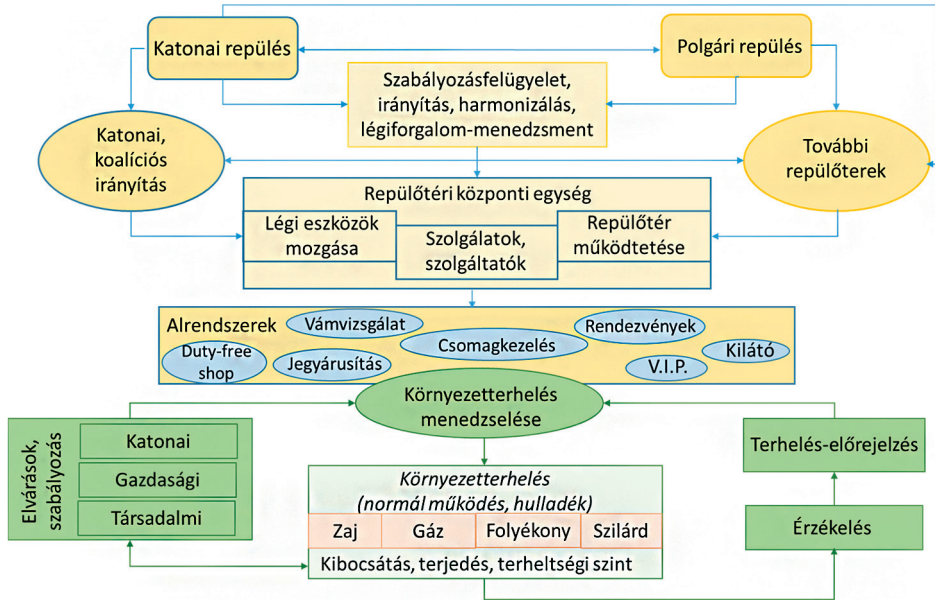 Katonai repülés
Polgári repülés
Szabályozásfelügyelet,
irányítás, harmonizálás,
légiforgalom-menedzsment
Katonai,
koalíciós
irányítás
További
repülőterek
Repülőtéri központi egység
Légi eszközök
mozgása
Szolgálatok,
szolgáltatók
Repülőtér
működtetése
Alrendszerek
Vámvizsgálat
Rendezvények
Csomagkezelés
Kilátó
Duty-free
shop
Jegyárusítás
V.I.P.
Környezetterhelés
menedzselése
Elvárások,
szabályozás
Katonai
Gazdasági
Társadalmi
Környezetterhelés
(normál működés, hulladék)
Zaj
Gáz
Folyékony
Szilárd
Kibocsátás, terjedés, terheltségi szint
Terhelés-előrejelzés
Érzékelés